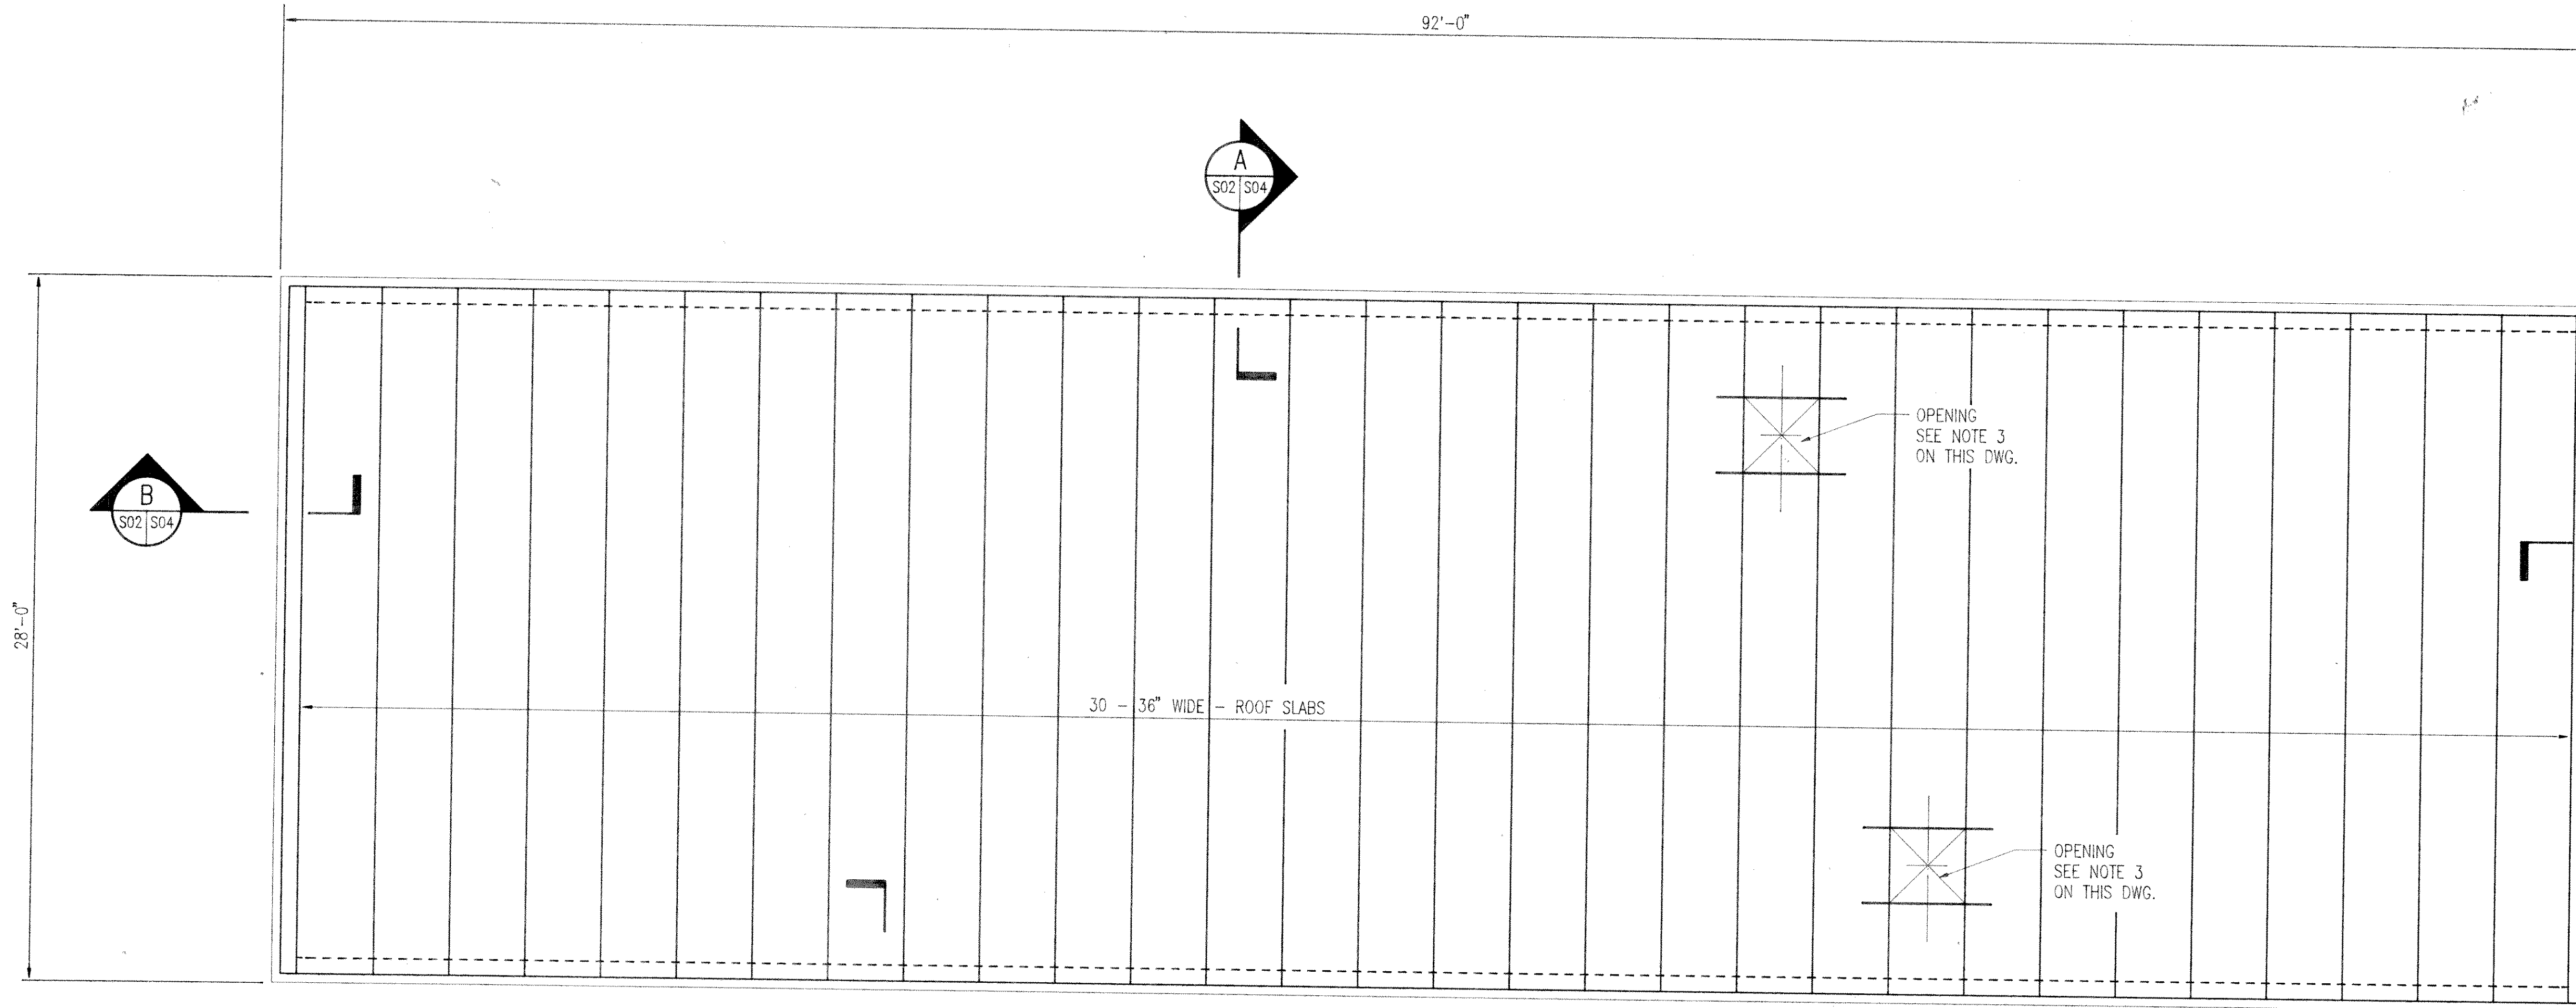 92'-0"
A
S02 S04
OPENING
SEE NOTE 3
ON THIS DWG.
B
S02 S04
28'-0"
30 - 36" WIDE - ROOF SLABS
OPENING
SEE NOTE 3
ON THIS DWG.